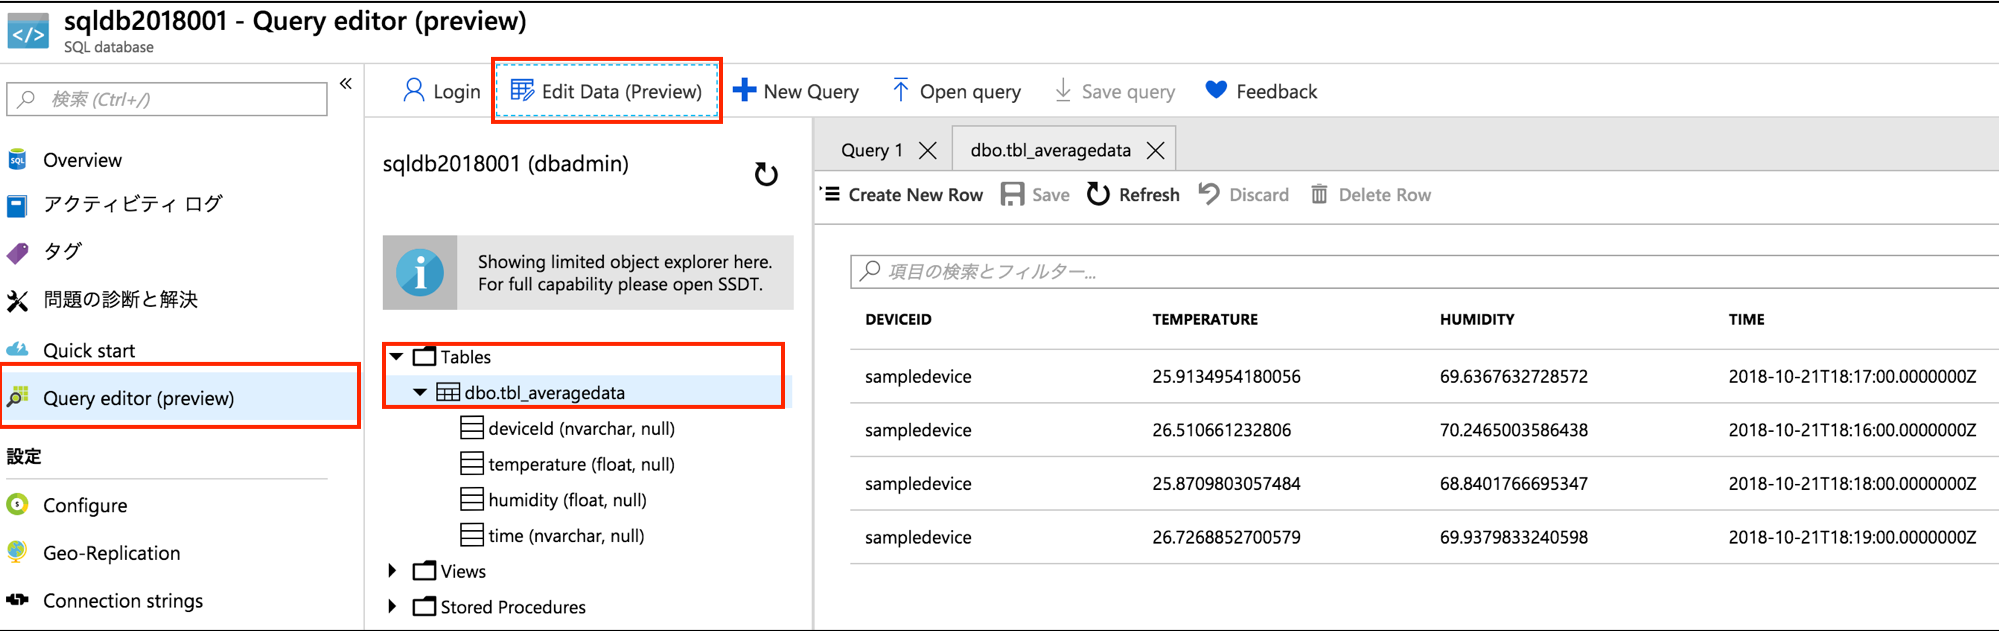 sqldb2018001 - Query editor (preview)
SQL database
検索 (Ctrl+/)
«
Overview
アクティビティ ログ
タグ
問題の診断と解決
Quick start
Query editor (preview)
設定
Configure
Geo-Replication
Connection strings
Login
Edit Data (Preview)
New Query
Open query
Save query
Feedback
sqldb2018001 (dbadmin)
Showing limited object explorer here.
For full capability please open SSDT.
Tables
dbo.tbl_averagedata
deviceId (nvarchar, null)
temperature (float, null)
humidity (float, null)
time (nvarchar, null)
Views
Stored Procedures
Query 1
dbo.tbl_averagedata
Create New Row Save Refresh Discard Delete Row
項目の検索とフィルター...
DEVICEID TEMPERATURE HUMIDITY TIME
sampledevice 25.9134954180056 69.6367632728572 2018-10-21T18:17:00.0000000Z
sampledevice 26.510661232806 70.2465003586438 2018-10-21T18:16:00.0000000Z
sampledevice 25.8709803057484 68.8401766695347 2018-10-21T18:18:00.0000000Z
sampledevice 26.7268852700579 69.9379833240598 2018-10-21T18:19:00.0000000Z